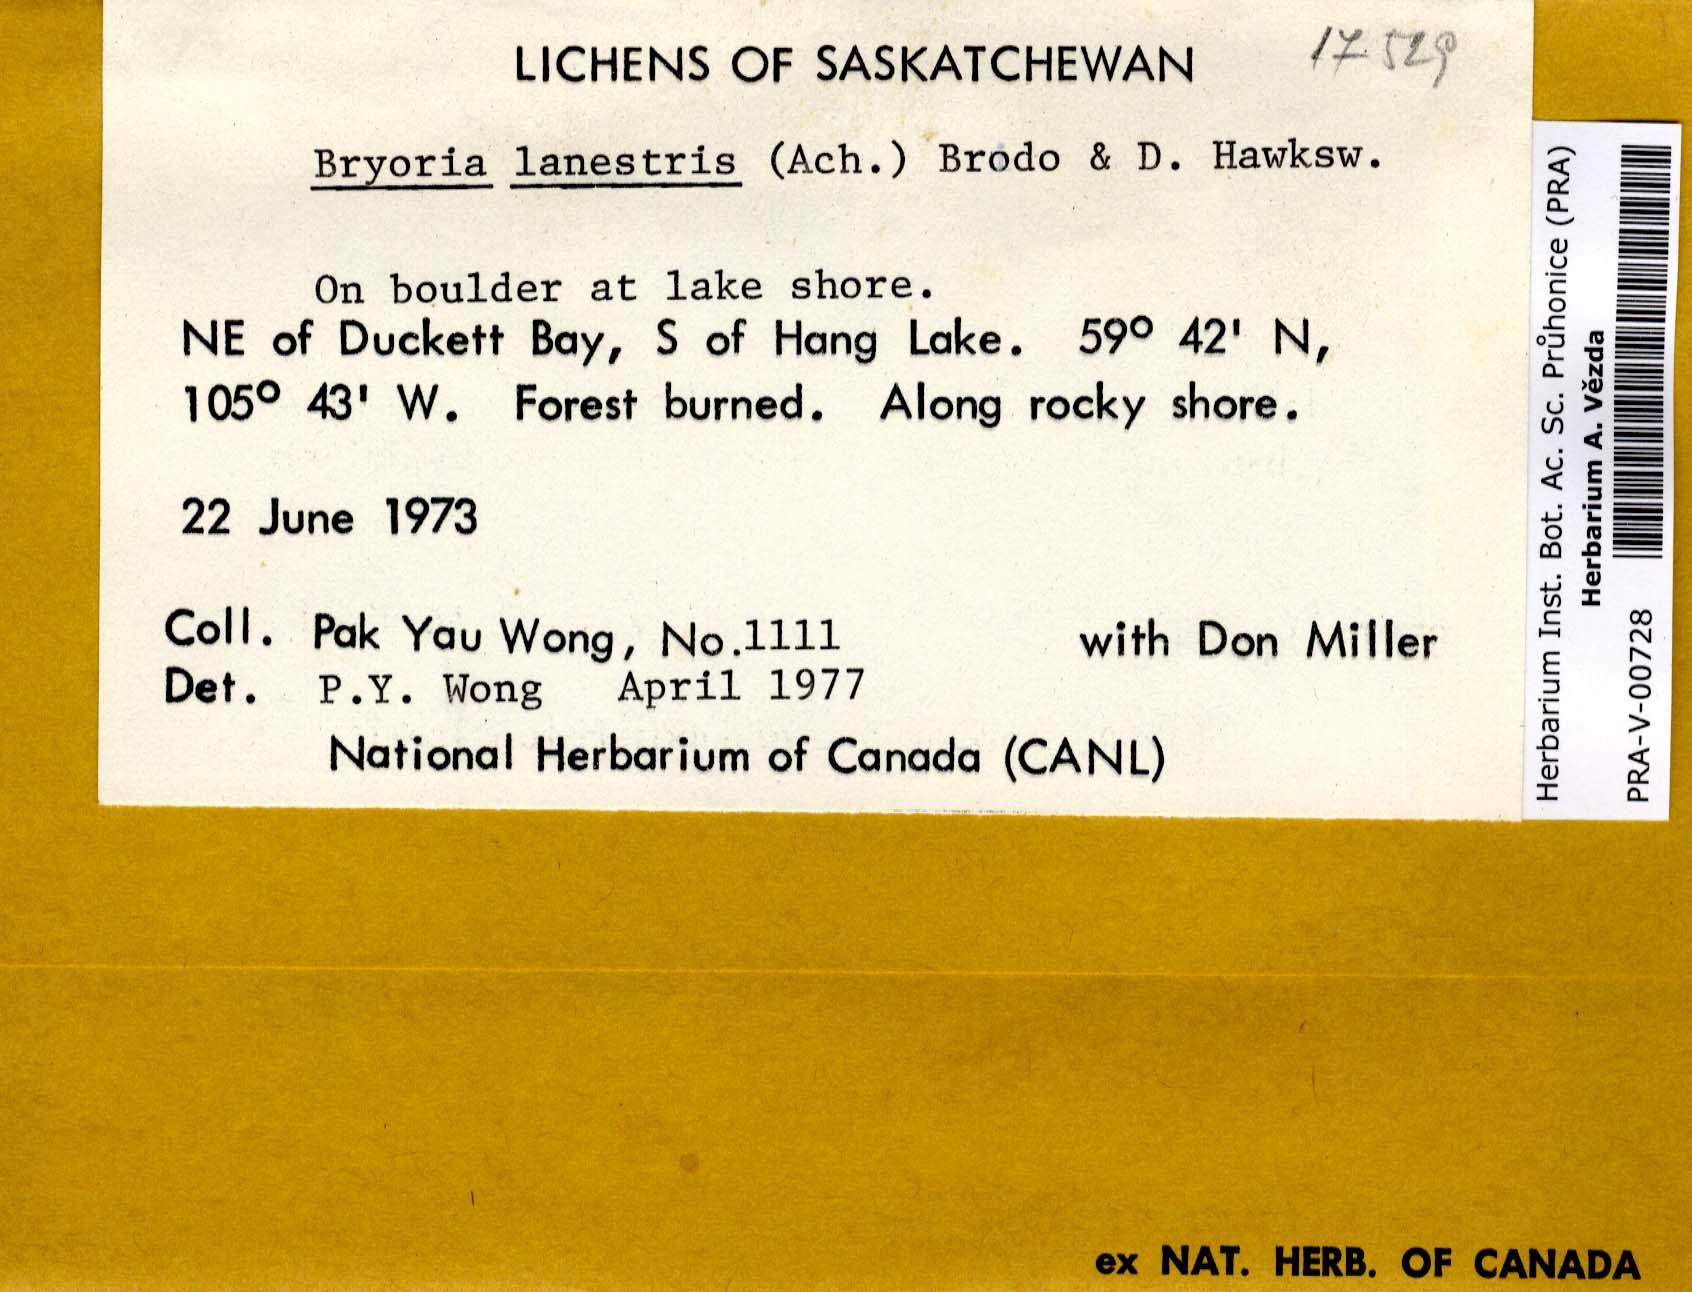 LICHENS OF SASKATCHEWAN
17529
Bryoria lanestris (Ach.) Brodo & D. Hawksw.
On boulder at lake shore.
NE of Duckett Bay, S of Hang Lake. 59° 42' N,
105° 43' W. Forest burned. Along rocky shore.
22 June 1973
Coll. Pak Yau Wong, No.1111 with Don Miller
Det. P.Y. Wong April 1977
National Herbarium of Canada (CANL)
Herbarium Inst. Bot. Ac. Sc. Průhonice (PRA)
Herbarium A. Vězda
PRA-V-00728
ex NAT. HERB. OF CANADA